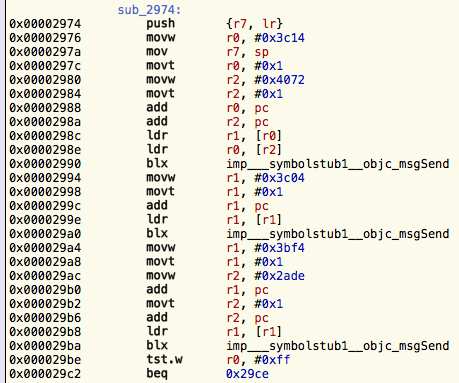 sub_2974:
0x00002974 push {r7, lr}
0x00002976 movw r0, #0x3c14
0x0000297a mov r7, sp
0x0000297c movt r0, #0x1
0x00002980 movw r2, #0x4072
0x00002984 movt r2, #0x1
0x00002988 add r0, pc
0x0000298a add r2, pc
0x0000298c ldr r1, [r0]
0x0000298e ldr r0, [r2]
0x00002990 blx imp___symbolstub1__objc_msgSend
0x00002994 movw r1, #0x3c04
0x00002998 movt r1, #0x1
0x0000299c add r1, pc
0x0000299e ldr r1, [r1]
0x000029a0 blx imp___symbolstub1__objc_msgSend
0x000029a4 movw r1, #0x3bf4
0x000029a8 movt r1, #0x1
0x000029ac movw r2, #0x2ade
0x000029b0 add r1, pc
0x000029b2 movt r2, #0x1
0x000029b6 add r2, pc
0x000029b8 ldr r1, [r1]
0x000029ba blx imp___symbolstub1__objc_msgSend
0x000029be tst.w r0, #0xff
0x000029c2 beq 0x29ce